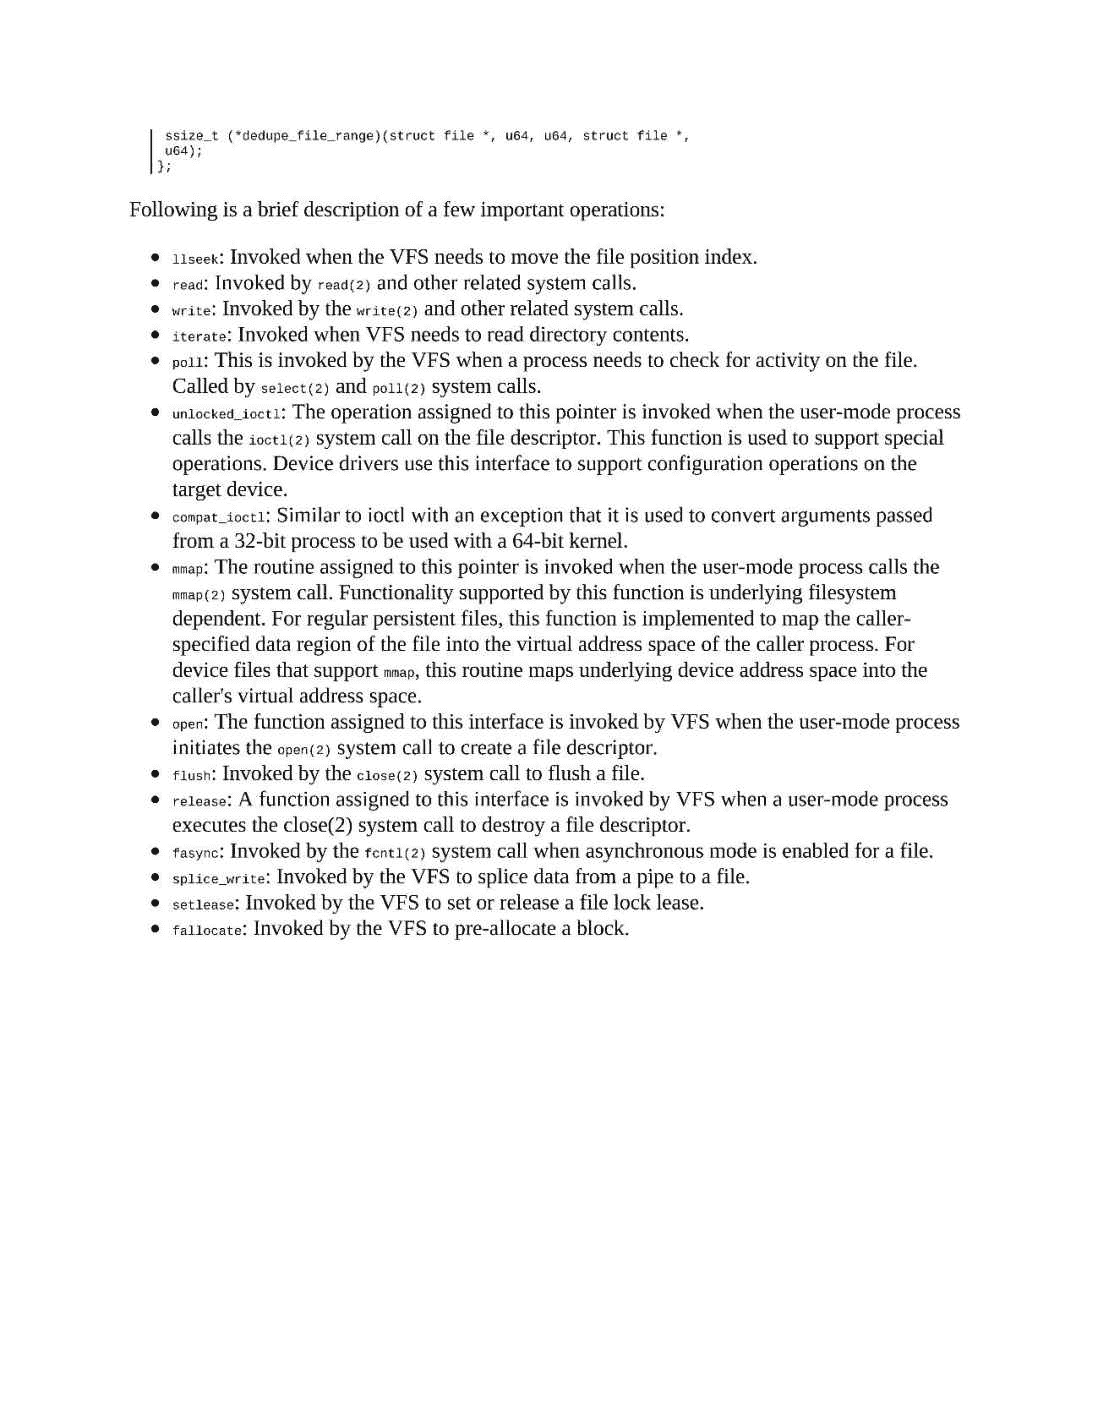 ssize_t (*dedupe_file_range)(struct file *, u64, u64, struct file *,
u64);
};
Following is a brief description of a few important operations:
• llseek: Invoked when the VFS needs to move the file position index.
• read: Invoked by read(2) and other related system calls.
• write: Invoked by the write(2) and other related system calls.
• iterate: Invoked when VFS needs to read directory contents.
• poll: This is invoked by the VFS when a process needs to check for activity on the file.
Called by select(2) and poll(2) system calls.
• unlocked_ioctl: The operation assigned to this pointer is invoked when the user-mode process
calls the ioctl(2) system call on the file descriptor. This function is used to support special
operations. Device drivers use this interface to support configuration operations on the
target device.
• compat_ioctl: Similar to ioctl with an exception that it is used to convert arguments passed
from a 32-bit process to be used with a 64-bit kernel.
• mmap: The routine assigned to this pointer is invoked when the user-mode process calls the
mmap(2) system call. Functionality supported by this function is underlying filesystem
dependent. For regular persistent files, this function is implemented to map the caller-
specified data region of the file into the virtual address space of the caller process. For
device files that support mmap, this routine maps underlying device address space into the
caller's virtual address space.
• open: The function assigned to this interface is invoked by VFS when the user-mode process
initiates the open(2) system call to create a file descriptor.
• flush: Invoked by the close(2) system call to flush a file.
• release: A function assigned to this interface is invoked by VFS when a user-mode process
executes the close(2) system call to destroy a file descriptor.
• fasync: Invoked by the fcntl(2) system call when asynchronous mode is enabled for a file.
• splice_write: Invoked by the VFS to splice data from a pipe to a file.
• setlease: Invoked by the VFS to set or release a file lock lease.
• fallocate: Invoked by the VFS to pre-allocate a block.